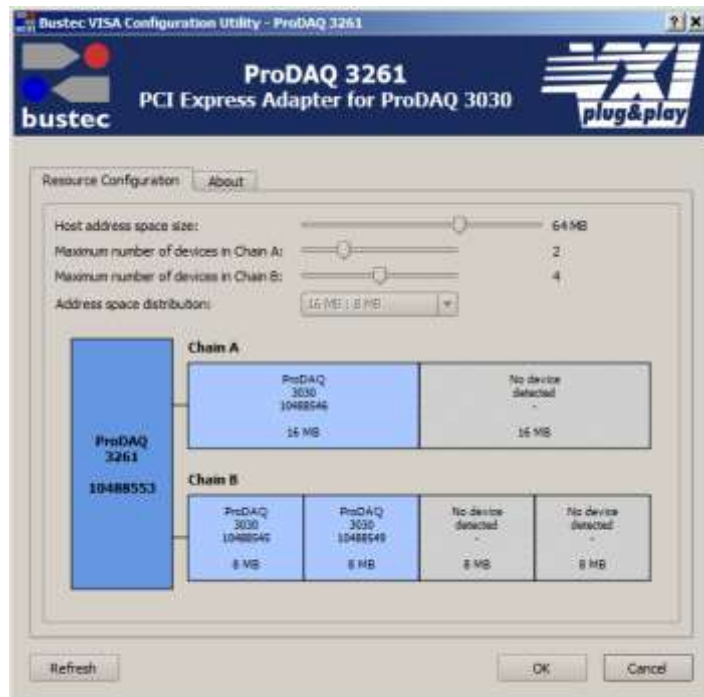 Bustec VISA Configuration Utility - ProDAQ 3261
ProDAQ 3261
PCI Express Adapter for ProDAQ 3030
bustec
VXI
plug&play
Resource Configuration
About
Host address space size:
64 MB
Maximum number of devices in Chain A:
2
Maximum number of devices in Chain B:
4
Address space distribution:
16 MB : 8 MB
Chain A
ProDAQ
3030
10488546
16 MB
No device
detected
-
16 MB
ProDAQ
3261
10488553
Chain B
ProDAQ
3030
10488545
8 MB
ProDAQ
3030
10488549
8 MB
No device
detected
-
8 MB
No device
detected
-
8 MB
Refresh
OK
Cancel